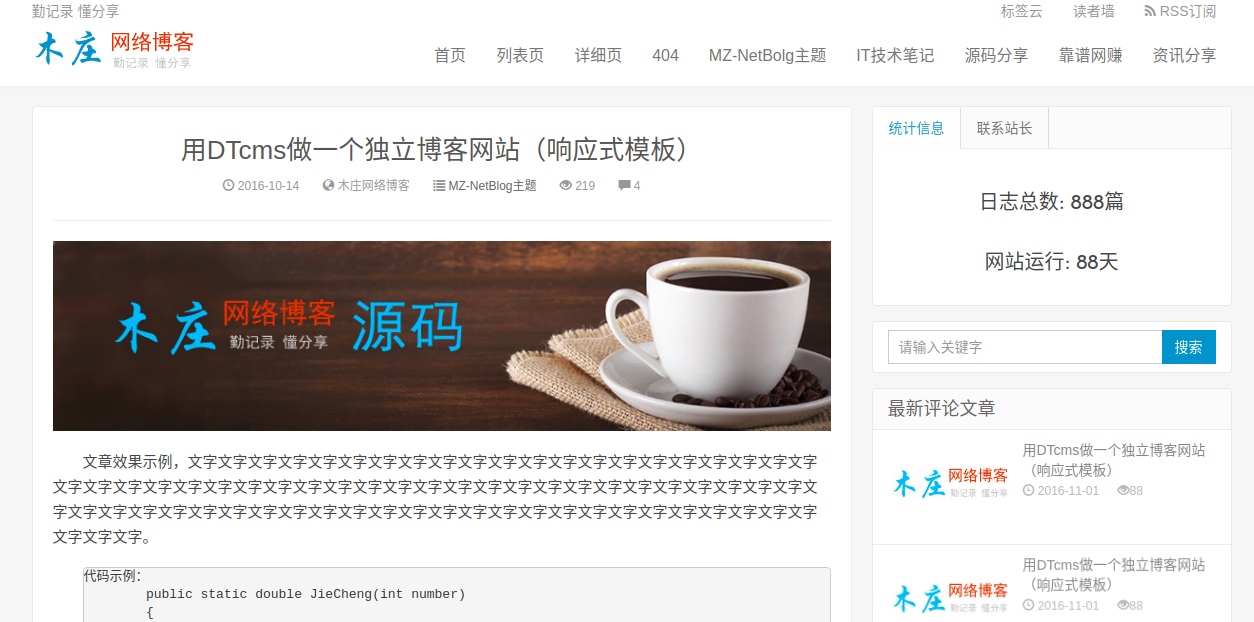 勤记录 懂分享
标签云 读者墙 RSS订阅
木庄 网络博客
勤记录 懂分享
首页 列表页 详细页 404 MZ-NetBolg主题 IT技术笔记 源码分享 靠谱网赚 资讯分享
用DTcms做一个独立博客网站（响应式模板）
2016-10-14 木庄网络博客 MZ-NetBlog主题 219 4
木庄 网络博客 源码
勤记录 懂分享
文章效果示例，文字文字文字文字文字文字文字文字文字文字文字文字文字文字文字文字文字文字文字文字文字
文字文字文字文字文字文字文字文字文字文字文字文字文字文字文字文字文字文字文字文字文字文字文字文字文字文
字文字文字文字文字文字文字文字文字文字文字文字文字文字文字文字文字文字文字文字文字文字文字文字文字文字
文字文字文字。
代码示例:
public static double JieCheng(int number)
{
统计信息 联系站长
日志总数: 888篇
网站运行: 88天
请输入关键字 搜索
最新评论文章
木庄 网络博客
勤记录 懂分享
用DTcms做一个独立博客网站
（响应式模板）
2016-11-01 88
木庄 网络博客
勤记录 懂分享
用DTcms做一个独立博客网站
（响应式模板）
2016-11-01 88